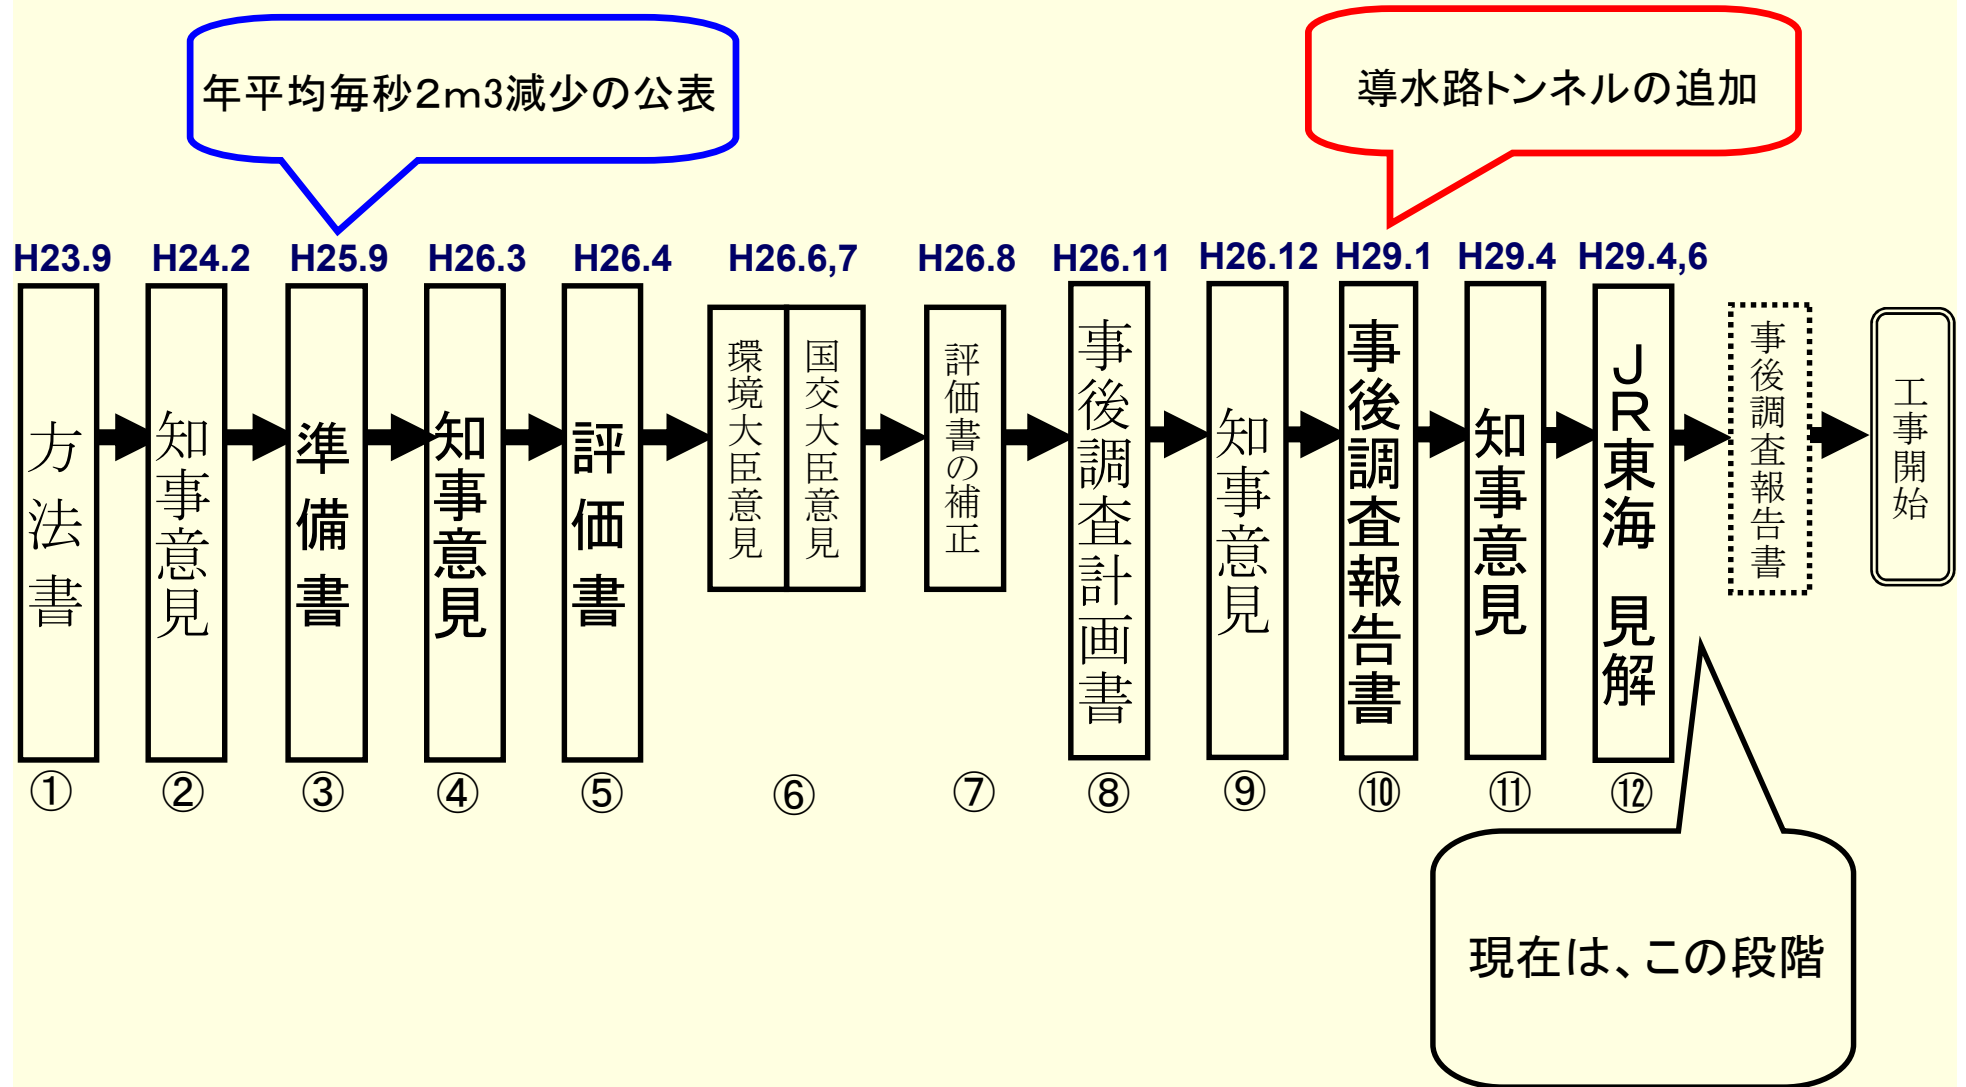 年平均毎秒2m3減少の公表
導水路トンネルの追加
H23.9
H24.2
H25.9
H26.3
H26.4
H26.6,7
H26.8
H26.11
H26.12
H29.1
H29.4
H29.4,6
方法書
知事意見
準備書
知事意見
評価書
環境大臣意見
国交大臣意見
評価書の補正
事後調査計画書
知事意見
事後調査報告書
知事意見
JR東海 見解
事後調査報告書
工事開始
①
②
③
④
⑤
⑥
⑦
⑧
⑨
⑩
⑪
⑫
現在は、この段階